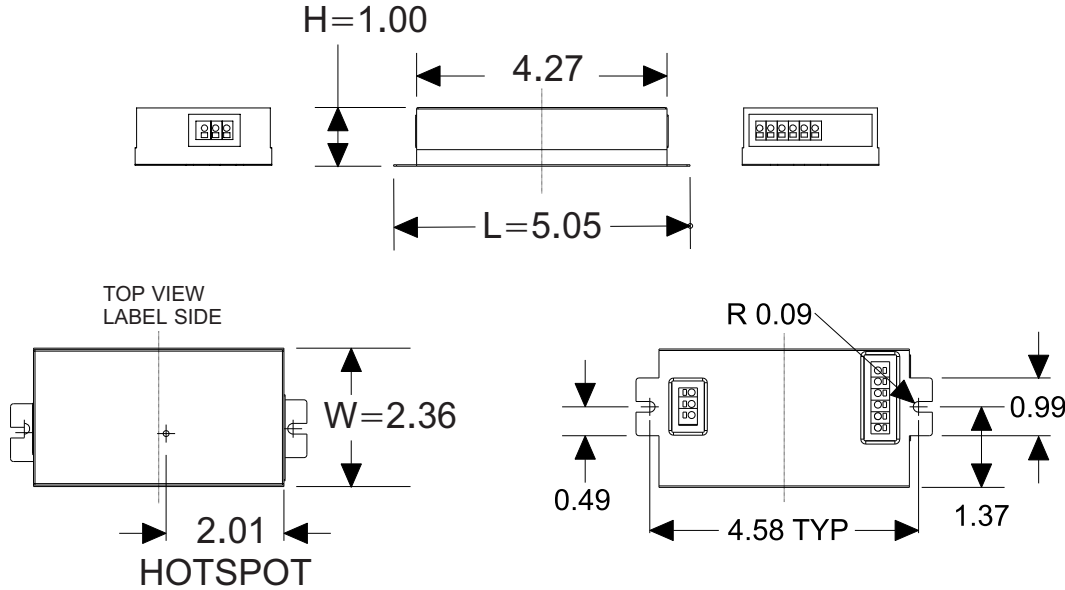 H=1.00
4.27
L=5.05
TOP VIEW
LABEL SIDE
R 0.09
W=2.36
0.99
0.49
2.01
4.58 TYP
1.37
HOTSPOT